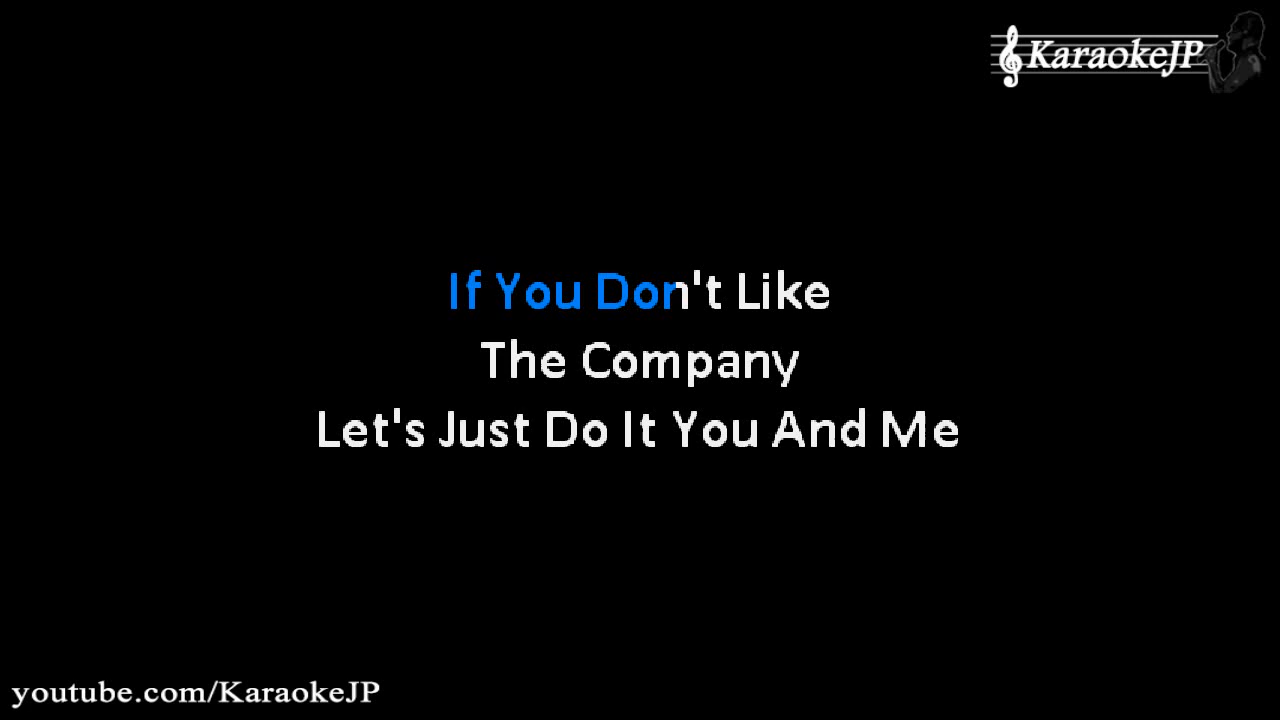 KaraokeJP
If You Don't Like
The Company
Let's Just Do It You And Me
youtube.com/KaraokeJP